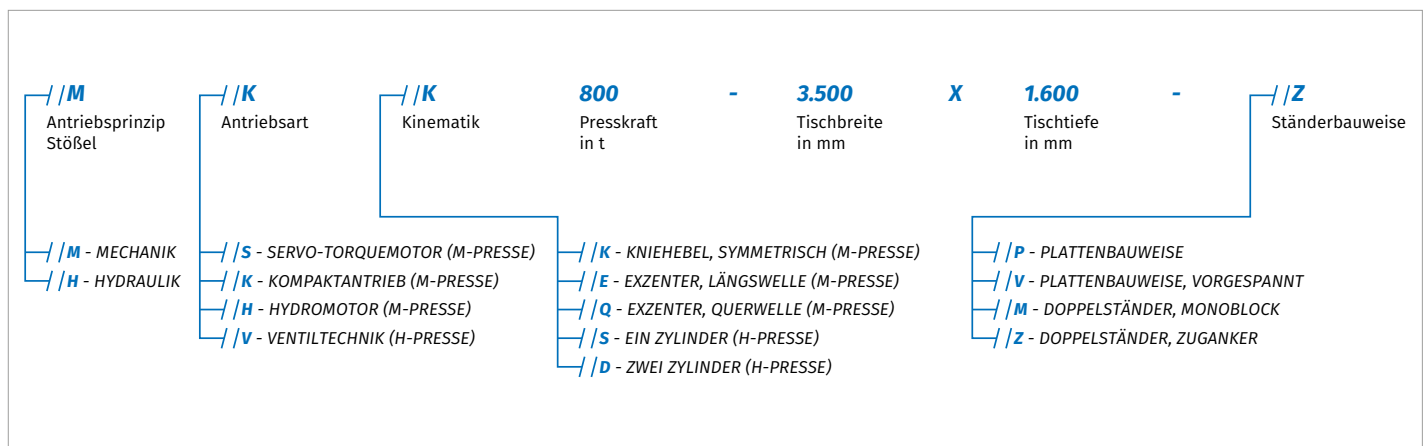 //M //K //K 800 - 3.500 X 1.600 - //Z
Antriebsprinzip Stößel
Antriebsart
Kinematik
Presskraft in t
Tischbreite in mm
Tischtiefe in mm
Ständerbauweise
//M - MECHANIK
//H - HYDRAULIK
//S - SERVO-TORQUEMOTOR (M-PRESSE)
//K - KOMPAKTANTRIEB (M-PRESSE)
//H - HYDROMOTOR (M-PRESSE)
//V - VENTILTECHNIK (H-PRESSE)
//K - KNIEHEBEL, SYMMETRISCH (M-PRESSE)
//E - EXZENTER, LÄNGSWELLE (M-PRESSE)
//Q - EXZENTER, QUERWELLE (M-PRESSE)
//S - EIN ZYLINDER (H-PRESSE)
//D - ZWEI ZYLINDER (H-PRESSE)
//P - PLATTENBAUWEISE
//V - PLATTENBAUWEISE, VORGESPANNT
//M - DOPPELSTÄNDER, MONOBLOCK
//Z - DOPPELSTÄNDER, ZUGANKER